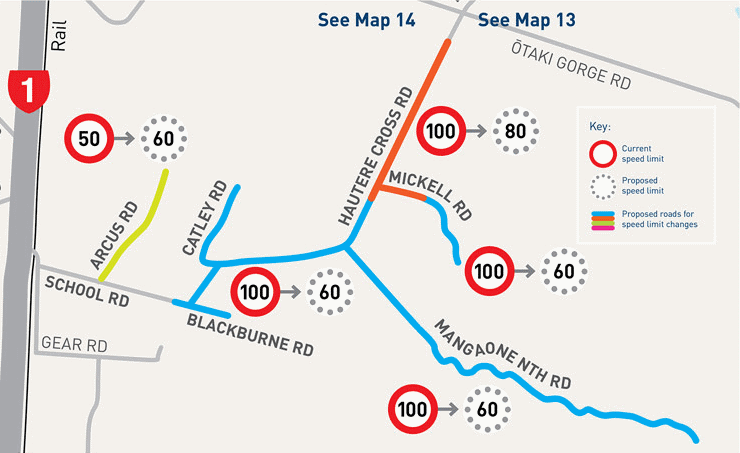 See Map 14
See Map 13
Rail
ŌTAKI GORGE RD
1
50
60
100
80
HAUTERE CROSS RD
MICKELL RD
Key:
Current
speed limit
Proposed
speed limit
Proposed roads for
speed limit changes
ARCUS RD
CATLEY RD
100
60
SCHOOL RD
100
60
BLACKBURNE RD
GEAR RD
MANGAONE NTH RD
100
60